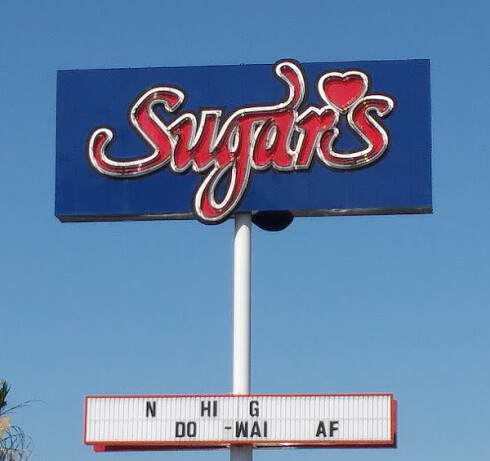 Sugar's
N HI G
DO -WAI AF